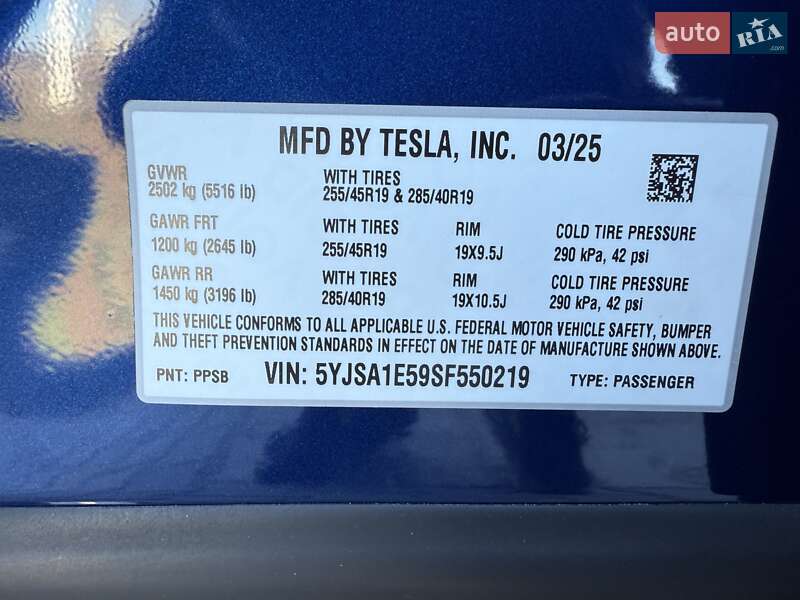 auto RIA.com
MFD BY TESLA, INC. 03/25
GVWR
2502 kg (5516 lb)
WITH TIRES
255/45R19 & 285/40R19
GAWR FRT WITH TIRES RIM COLD TIRE PRESSURE
1200 kg (2645 lb) 255/45R19 19X9.5J 290 kPa, 42 psi
GAWR RR WITH TIRES RIM COLD TIRE PRESSURE
1450 kg (3196 lb) 285/40R19 19X10.5J 290 kPa, 42 psi
THIS VEHICLE CONFORMS TO ALL APPLICABLE U.S. FEDERAL MOTOR VEHICLE SAFETY, BUMPER
AND THEFT PREVENTION STANDARDS IN EFFECT ON DATE OF MANUFACTURE SHOWN ABOVE.
PNT: PPSB VIN: 5YJSA1E59SF550219 TYPE: PASSENGER